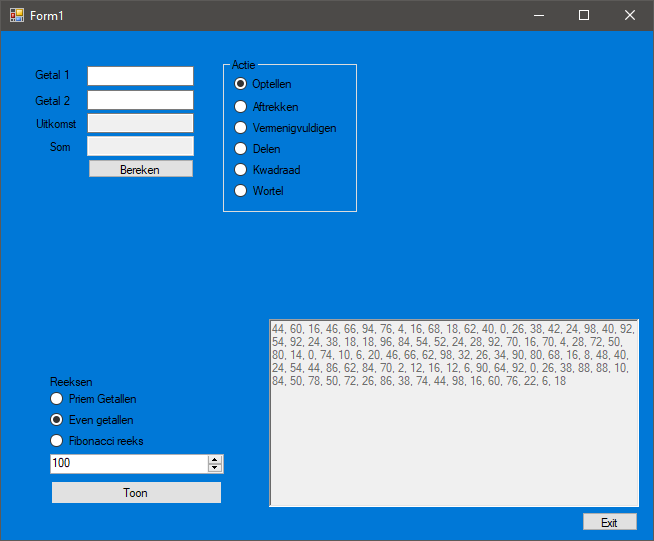 Form1
Getal 1
Getal 2
Uitkomst
Som
Bereken
Actie
Optellen
Aftrekken
Vermenigvuldigen
Delen
Kwadraad
Wortel
44, 60, 16, 46, 66, 94, 76, 4, 16, 68, 18, 62, 40, 0, 26, 38, 42, 24, 98, 40, 92,
54, 92, 24, 38, 18, 18, 96, 84, 54, 52, 24, 28, 92, 70, 16, 70, 4, 28, 72, 50,
80, 14, 0, 74, 10, 6, 20, 46, 66, 62, 98, 32, 26, 34, 90, 80, 68, 16, 8, 48, 40,
24, 54, 44, 86, 62, 84, 70, 2, 12, 16, 12, 6, 90, 64, 92, 0, 26, 38, 88, 88, 10,
84, 50, 78, 50, 72, 26, 86, 38, 74, 44, 98, 16, 60, 76, 22, 6, 18
Reeksen
Priem Getallen
Even getallen
Fibonacci reeks
100
Toon
Exit